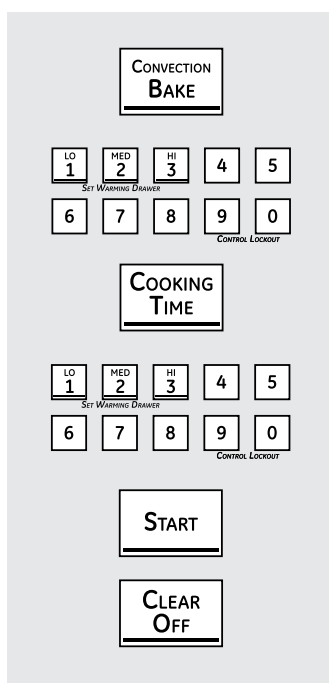 CONVECTION
BAKE
LO MED HI
1 2 3 4 5
SET WARMING DRAWER
6 7 8 9 0
CONTROL LOCKOUT
COOKING
TIME
LO MED HI
1 2 3 4 5
SET WARMING DRAWER
6 7 8 9 0
CONTROL LOCKOUT
START
CLEAR
OFF